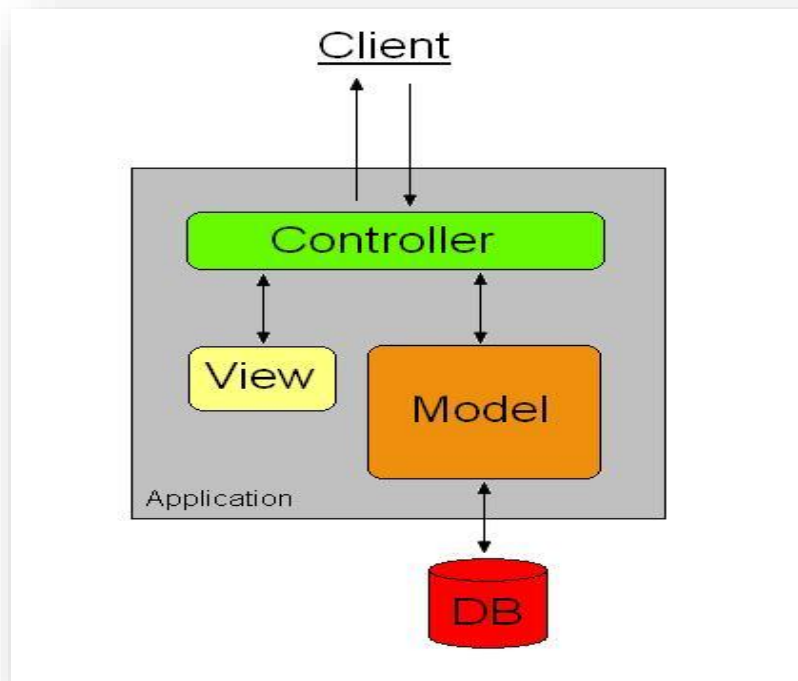 Client
Controller
View
Model
Application
DB